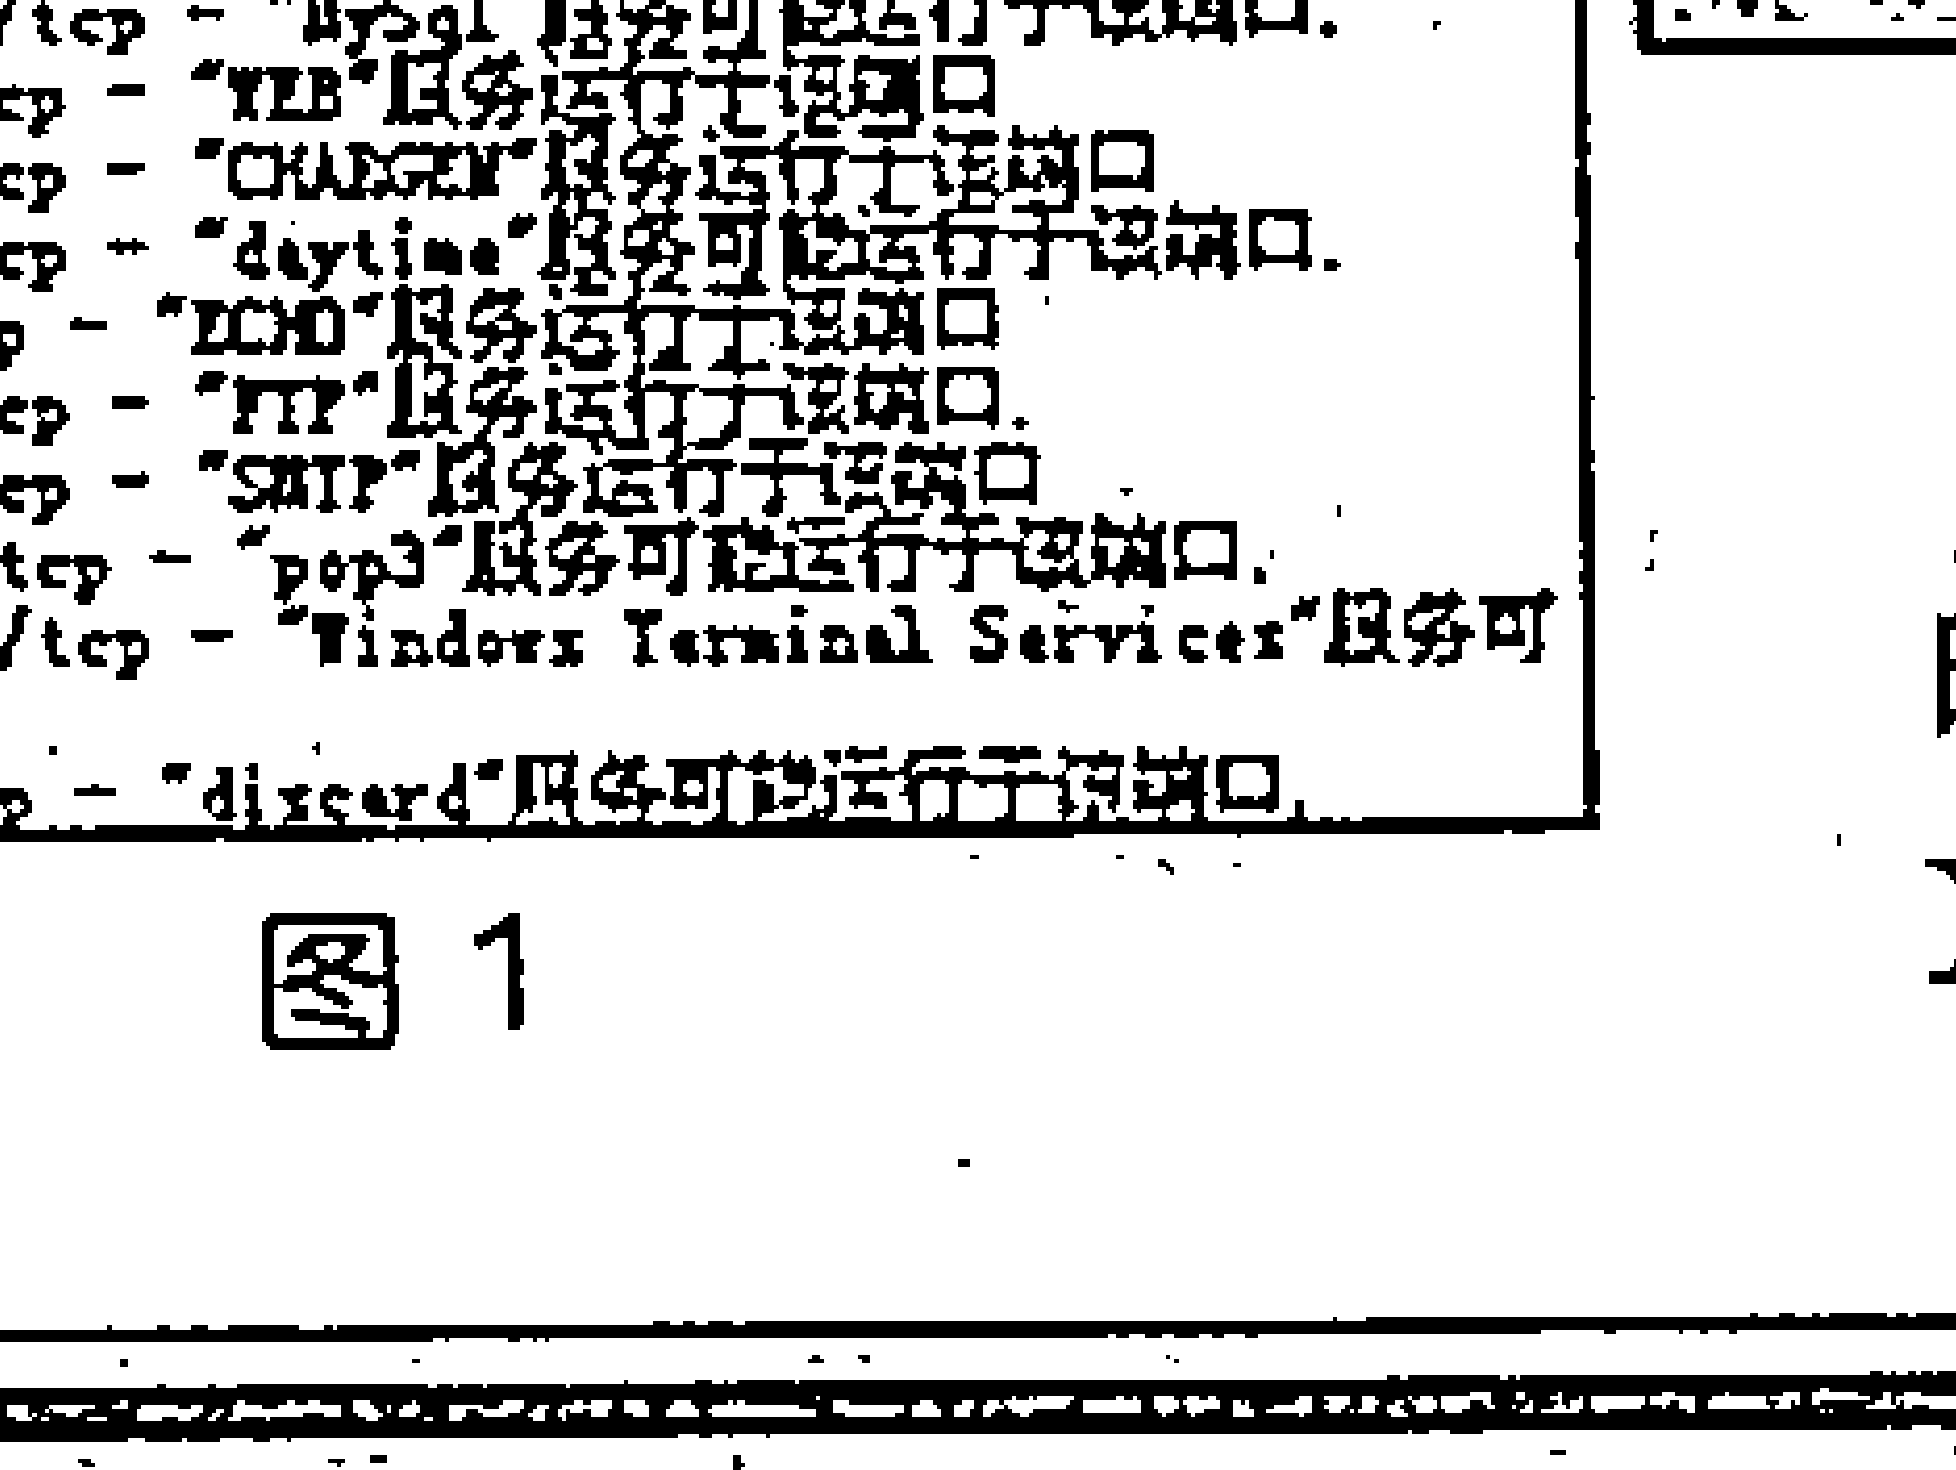 /tcp - "Mysql"服务可能运行于该端口.
cp - "WEB"服务运行于该端口
cp - "CHARGEN"服务运行于该端口
cp - "daytime"服务可能运行于该端口.
p - "ECHO"服务运行于该端口
cp - "FTP"服务运行于该端口.
cp - "SMTP"服务运行于该端口
tcp - "pop3"服务可能运行于该端口.
/tcp - "Windows Terminal Services"服务可
p - "discard"服务可能运行于该端口.
图 1